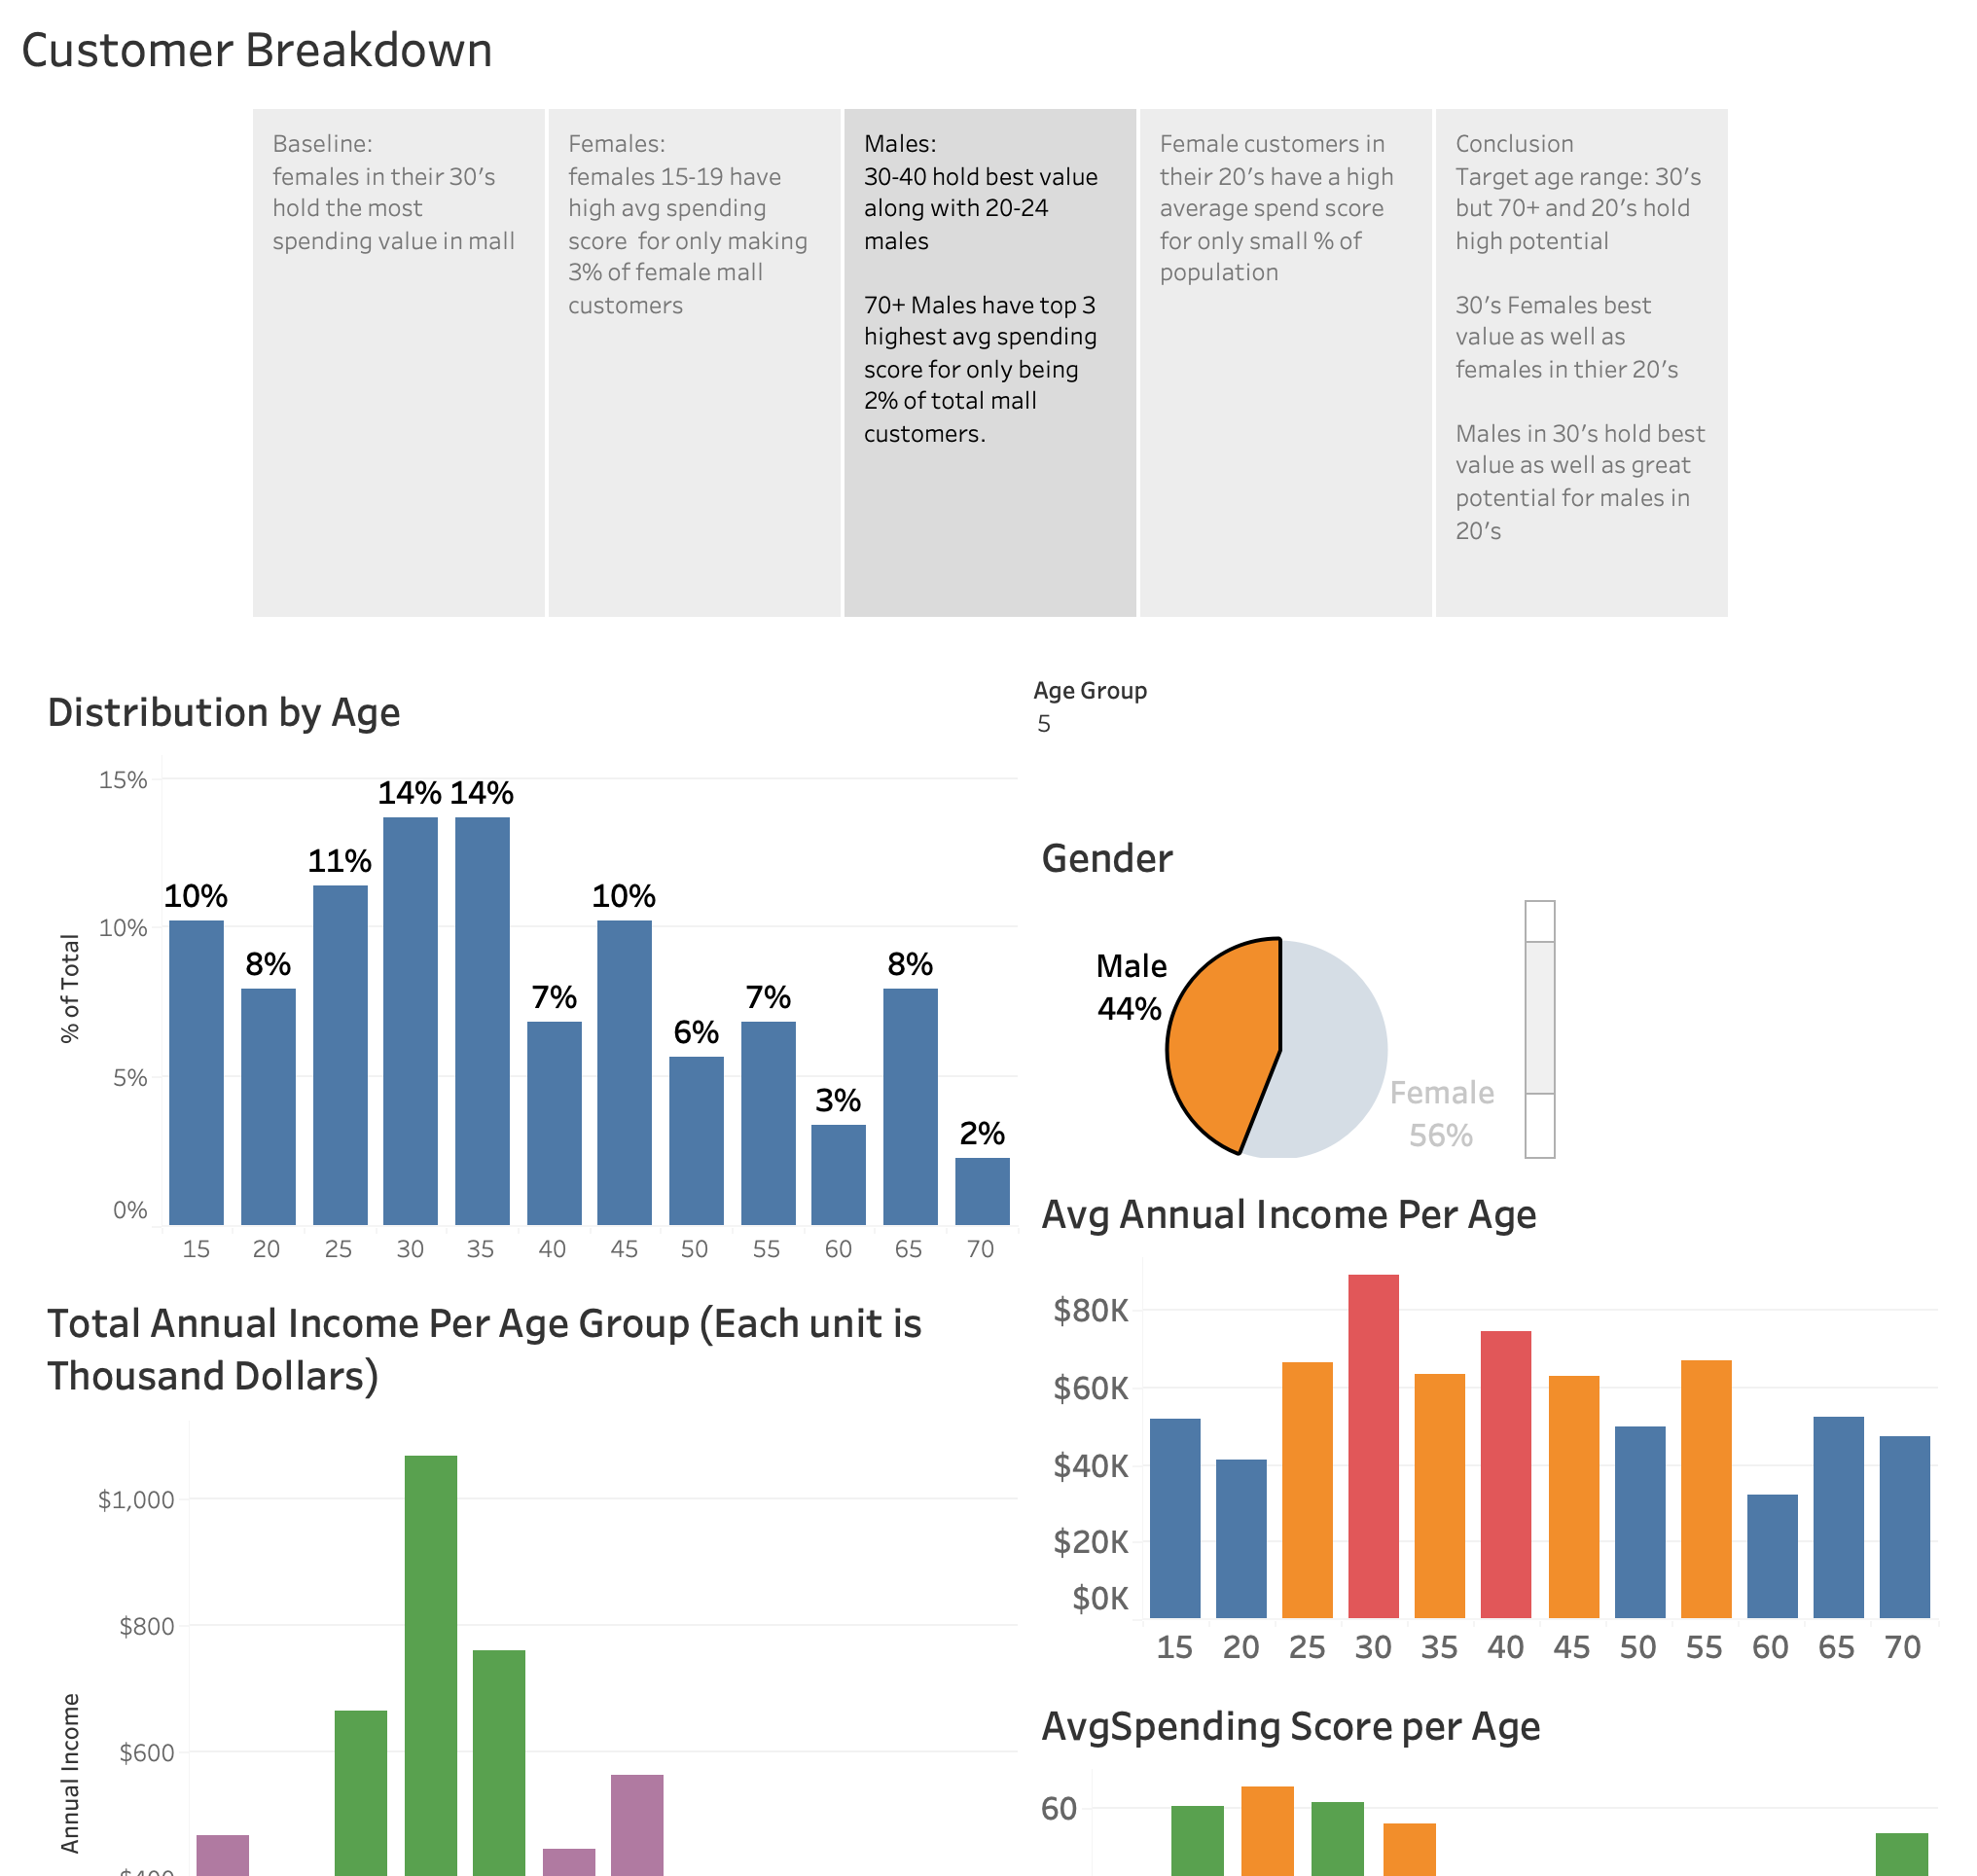 Customer Breakdown
Baseline:
females in their 30's
hold the most
spending value in mall
Females:
females 15-19 have
high avg spending
score  for only making
3% of female mall
customers
Males:
30-40 hold best value
along with 20-24
males
70+ Males have top 3
highest avg spending
score for only being
2% of total mall
customers.
Female customers in
their 20's have a high
average spend score
for only small % of
population
Conclusion
Target age range: 30's
but 70+ and 20's hold
high potential
30's Females best
value as well as
females in thier 20's
Males in 30's hold best
value as well as great
potential for males in
20's
Distribution by Age
% of Total
15%
10%
5%
0%
10%
8%
11%
14%
14%
7%
10%
6%
7%
3%
8%
2%
15 20 25 30 35 40 45 50 55 60 65 70
Age Group
5
Gender
Male
44%
Female
56%
Avg Annual Income Per Age
$80K
$60K
$40K
$20K
$0K
15 20 25 30 35 40 45 50 55 60 65 70
Total Annual Income Per Age Group (Each unit is
Thousand Dollars)
Annual Income
$1,000
$800
$600
$400
AvgSpending Score per Age
60